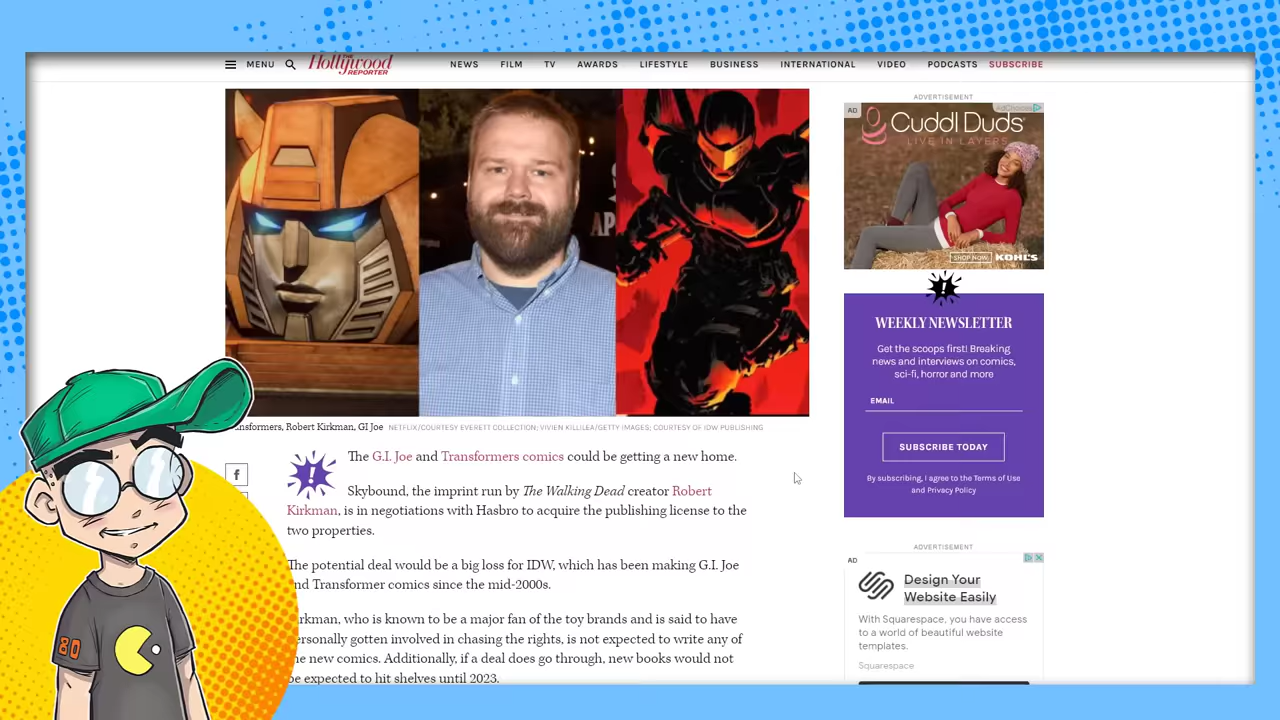 MENU
THE
Hollywood
REPORTER
NEWS FILM TV AWARDS LIFESTYLE BUSINESS INTERNATIONAL VIDEO PODCASTS SUBSCRIBE
AP
nsformers, Robert Kirkman, GI Joe NETFLIX/COURTESY EVERETT COLLECTION; VIVIEN KILLILEA/GETTY IMAGES; COURTESY OF IDW PUBLISHING
f
The G.I. Joe and Transformers comics could be getting a new home.
Skybound, the imprint run by The Walking Dead creator Robert
Kirkman, is in negotiations with Hasbro to acquire the publishing license to the
two properties.
The potential deal would be a big loss for IDW, which has been making G.I. Joe
nd Transformer comics since the mid-2000s.
irkman, who is known to be a major fan of the toy brands and is said to have
ersonally gotten involved in chasing the rights, is not expected to write any of
he new comics. Additionally, if a deal does go through, new books would not
be expected to hit shelves until 2023.
ADVERTISEMENT
AD
AdChoices
Cuddl Duds
LIVE IN LAYERS
SHOP NOW KOHL'S
WEEKLY NEWSLETTER
Get the scoops first! Breaking
news and interviews on comics,
sci-fi, horror and more
EMAIL
SUBSCRIBE TODAY
By subscribing, I agree to the Terms of Use
and Privacy Policy
ADVERTISEMENT
AD
Design Your
Website Easily
With Squarespace, you have access
to a world of beautiful website
templates.
Squarespace
80